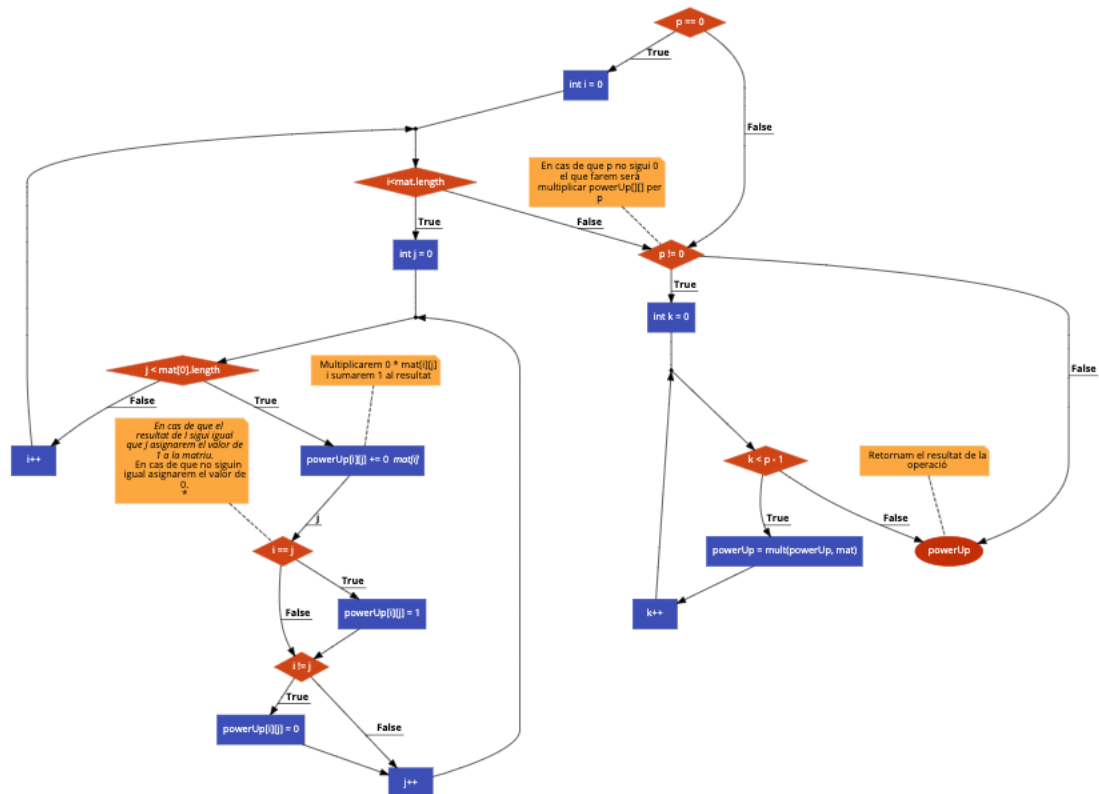 p == 0
True
int i = 0
False
i<mat.length
En cas de que p no sigui 0
el que farem serà
multiplicar powerUp[][] per
p
True
False
int j = 0
p != 0
True
int k = 0
j < mat[0].length
Multiplicarem 0 * mat[i][j]
i sumarem 1 al resultat
False
False
True
En cas de que el
resultat de I sigui igual
que J asignarem el valor de
1 a la matriu.
En cas de que no siguin
igual asignarem el valor de
0.
*
i++
powerUp[i][j] += 0 mat[i]
k < p - 1
Retornam el resultat de la
operació
j
True
False
i == j
powerUp = mult(powerUp, mat)
powerUp
True
False
powerUp[i][j] = 1
k++
i != j
True
powerUp[i][j] = 0
False
j++